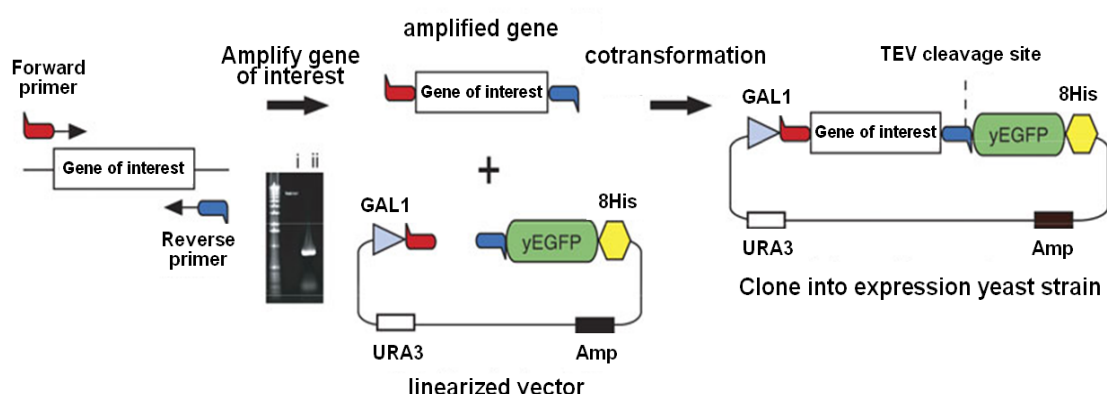 Forward
primer
Gene of interest
Reverse
primer
Amplify gene
of interest
i ii
amplified gene
Gene of interest
+
GAL1
8His
yEGFP
URA3
Amp
linearized vector
cotransformation
TEV cleavage site
GAL1
8His
Gene of interest
yEGFP
URA3
Amp
Clone into expression yeast strain